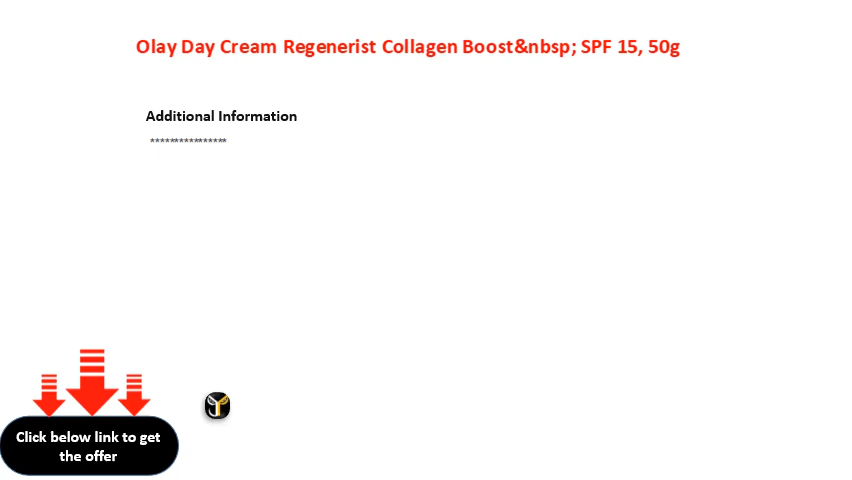 Olay Day Cream Regenerist Collagen Boost&nbsp; SPF 15, 50g
Additional Information
****************
Click below link to get
the offer